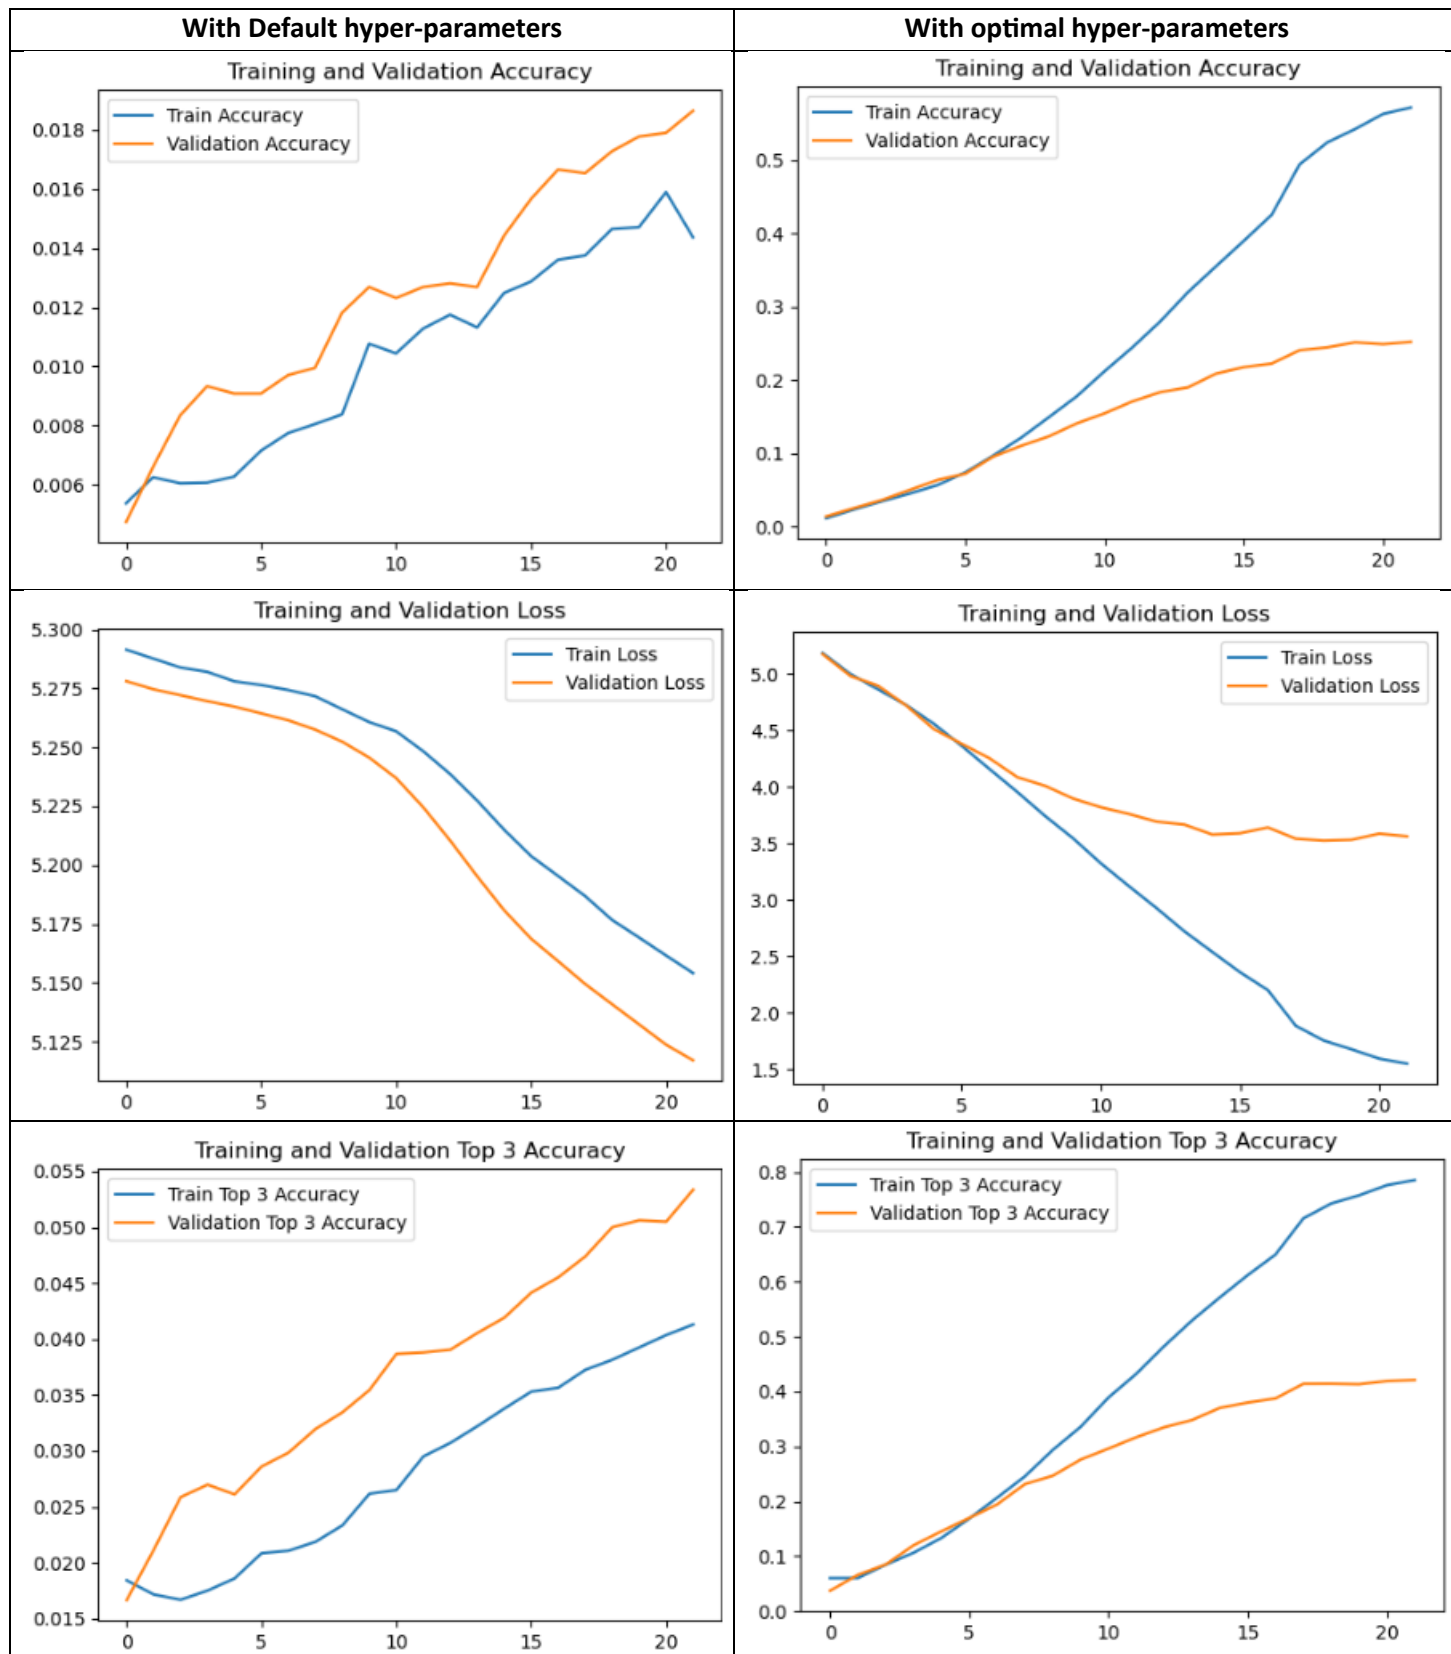 With Default hyper-parameters
With optimal hyper-parameters
Training and Validation Accuracy
Train Accuracy
Validation Accuracy
0.018
0.016
0.014
0.012
0.010
0.008
0.006
0 5 10 15 20
Training and Validation Accuracy
Train Accuracy
Validation Accuracy
0.5
0.4
0.3
0.2
0.1
0.0
0 5 10 15 20
Training and Validation Loss
Train Loss
Validation Loss
5.300
5.275
5.250
5.225
5.200
5.175
5.150
5.125
0 5 10 15 20
Training and Validation Loss
Train Loss
Validation Loss
5.0
4.5
4.0
3.5
3.0
2.5
2.0
1.5
0 5 10 15 20
Training and Validation Top 3 Accuracy
Train Top 3 Accuracy
Validation Top 3 Accuracy
0.055
0.050
0.045
0.040
0.035
0.030
0.025
0.020
0.015
0 5 10 15 20
Training and Validation Top 3 Accuracy
Train Top 3 Accuracy
Validation Top 3 Accuracy
0.8
0.7
0.6
0.5
0.4
0.3
0.2
0.1
0.0
0 5 10 15 20